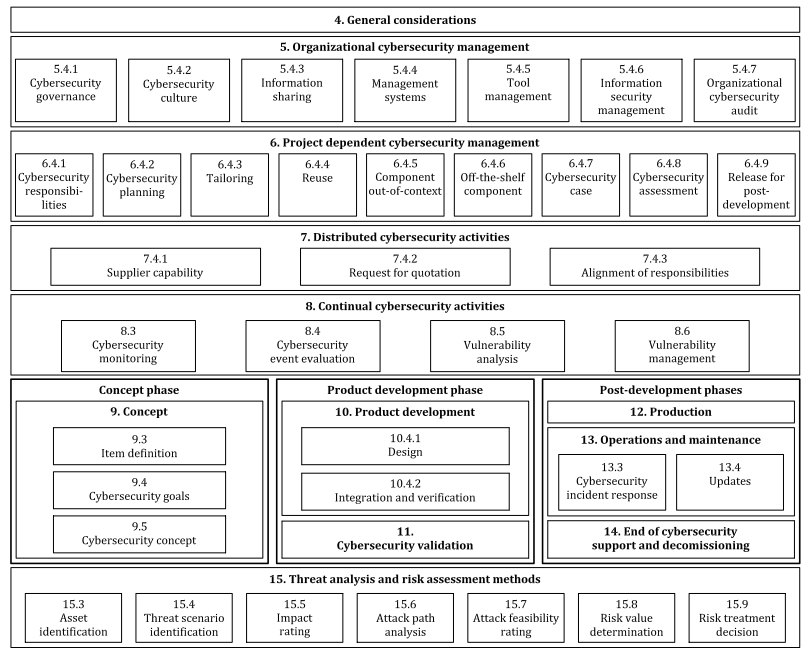 4. General considerations
5. Organizational cybersecurity management
5.4.1
Cybersecurity
governance
5.4.2
Cybersecurity
culture
5.4.3
Information
sharing
5.4.4
Management
systems
5.4.5
Tool
management
5.4.6
Information
security
management
5.4.7
Organizational
cybersecurity
audit
6. Project dependent cybersecurity management
6.4.1
Cybersecurity
responsibi-
lities
6.4.2
Cybersecurity
planning
6.4.3
Tailoring
6.4.4
Reuse
6.4.5
Component
out-of-context
6.4.6
Off-the-shelf
component
6.4.7
Cybersecurity
case
6.4.8
Cybersecurity
assessment
6.4.9
Release for
post-
development
7. Distributed cybersecurity activities
7.4.1
Supplier capability
7.4.2
Request for quotation
7.4.3
Alignment of responsibilities
8. Continual cybersecurity activities
8.3
Cybersecurity
monitoring
8.4
Cybersecurity
event evaluation
8.5
Vulnerability
analysis
8.6
Vulnerability
management
Concept phase
9. Concept
9.3
Item definition
9.4
Cybersecurity goals
9.5
Cybersecurity concept
Product development phase
10. Product development
10.4.1
Design
10.4.2
Integration and verification
11.
Cybersecurity validation
Post-development phases
12. Production
13. Operations and maintenance
13.3
Cybersecurity
incident response
13.4
Updates
14. End of cybersecurity
support and decomissioning
15. Threat analysis and risk assessment methods
15.3
Asset
identification
15.4
Threat scenario
identification
15.5
Impact
rating
15.6
Attack path
analysis
15.7
Attack feasibility
rating
15.8
Risk value
determination
15.9
Risk treatment
decision